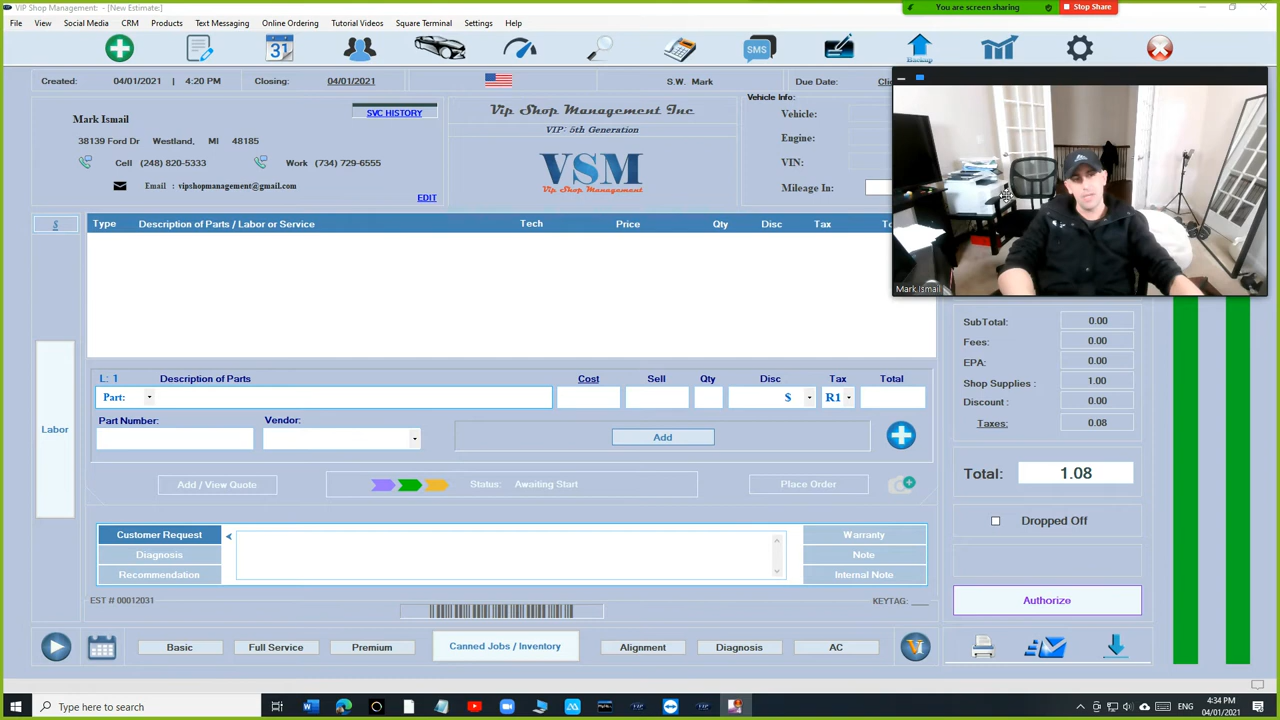 VIP Shop Management: - [New Estimate:]
You are screen sharing
Stop Share
File Social Media CRM Products Text Messaging Online Ordering Tutorial Videos Square Terminal Settings Help
31
SMS
Backup
Created: 04/01/2021 | 4:20 PM Closing: 04/01/2021 S.W. Mark Due Date:
Mark Ismail
SVC HISTORY
38139 Ford Dr Westland, MI 48185
Cell (248) 820-5333 Work (734) 729-6555
Email : vipshopmanagement@gmail.com
EDIT
Vip Shop Management Inc
VIP: 5th Generation
VSM
Vip Shop Management
Vehicle Info:
Vehicle:
Engine:
VIN:
Mileage In:
Mark Ismail
$ Type Description of Parts / Labor or Service Tech Price Qty Disc Tax
Labor
L: 1 Description of Parts Cost Sell Qty Disc Tax Total
Part: $ R1
Part Number: Vendor:
Add
Add / View Quote
Status: Awaiting Start
Place Order
Customer Request
Diagnosis
Recommendation
Warranty
Note
Internal Note
EST # 00012031
KEYTAG: ___
SubTotal: 0.00
Fees: 0.00
EPA: 0.00
Shop Supplies : 1.00
Discount : 0.00
Taxes: 0.08
Total: 1.08
Dropped Off
Authorize
Basic Full Service Premium Canned Jobs / Inventory Alignment Diagnosis AC
Type here to search
ENG
4:34 PM
04/01/2021